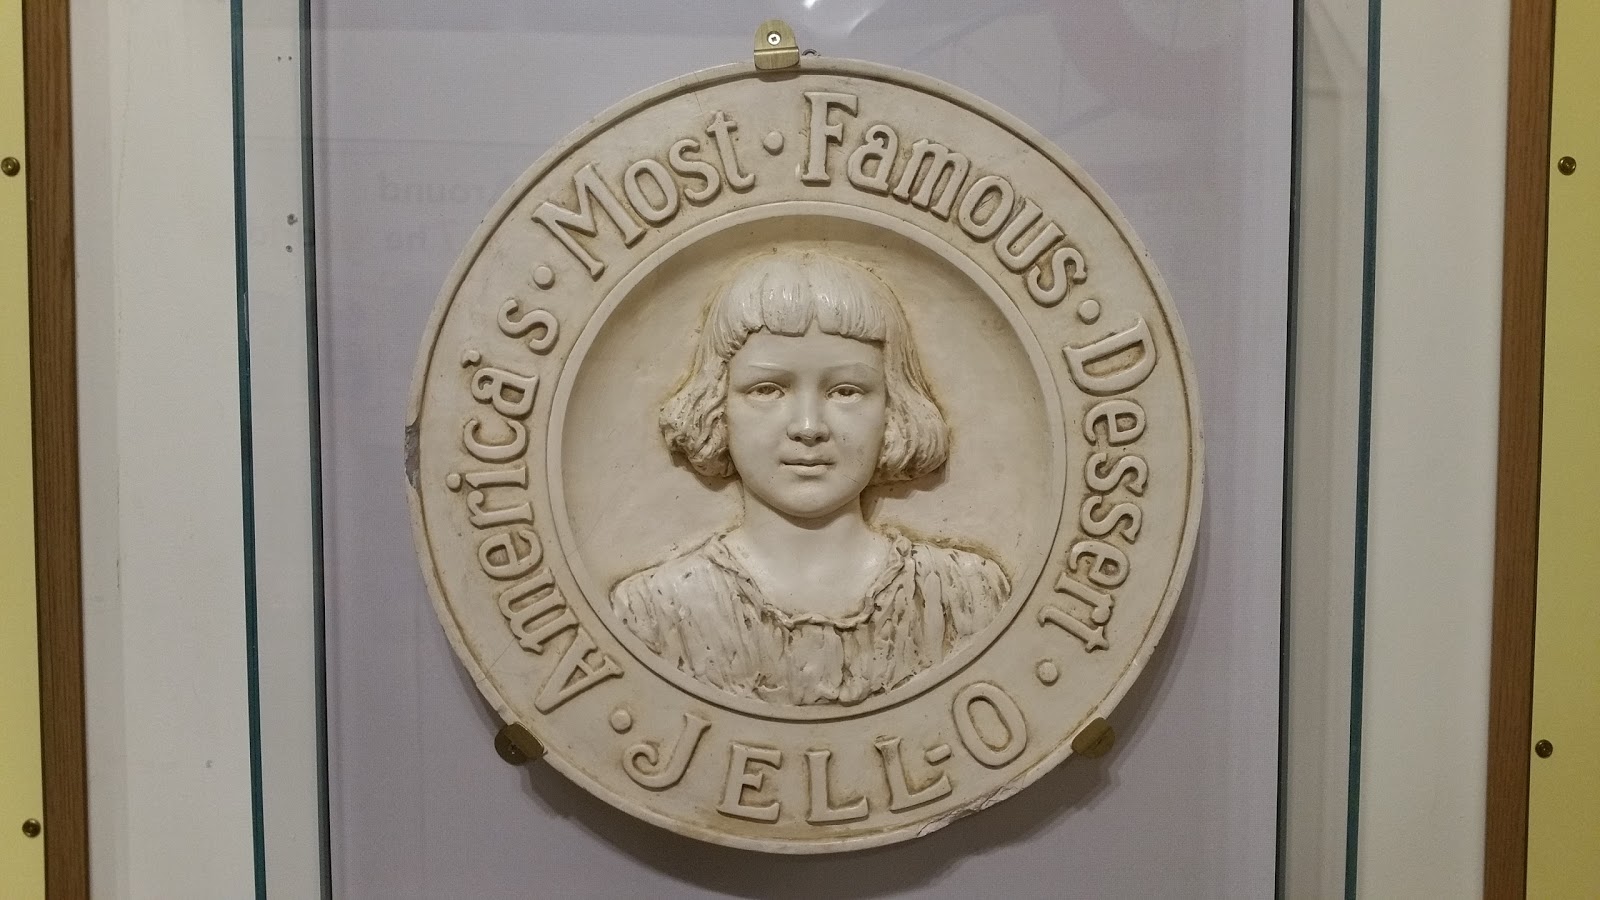 America's · Most · Famous · Dessert ·
JELL-O ·